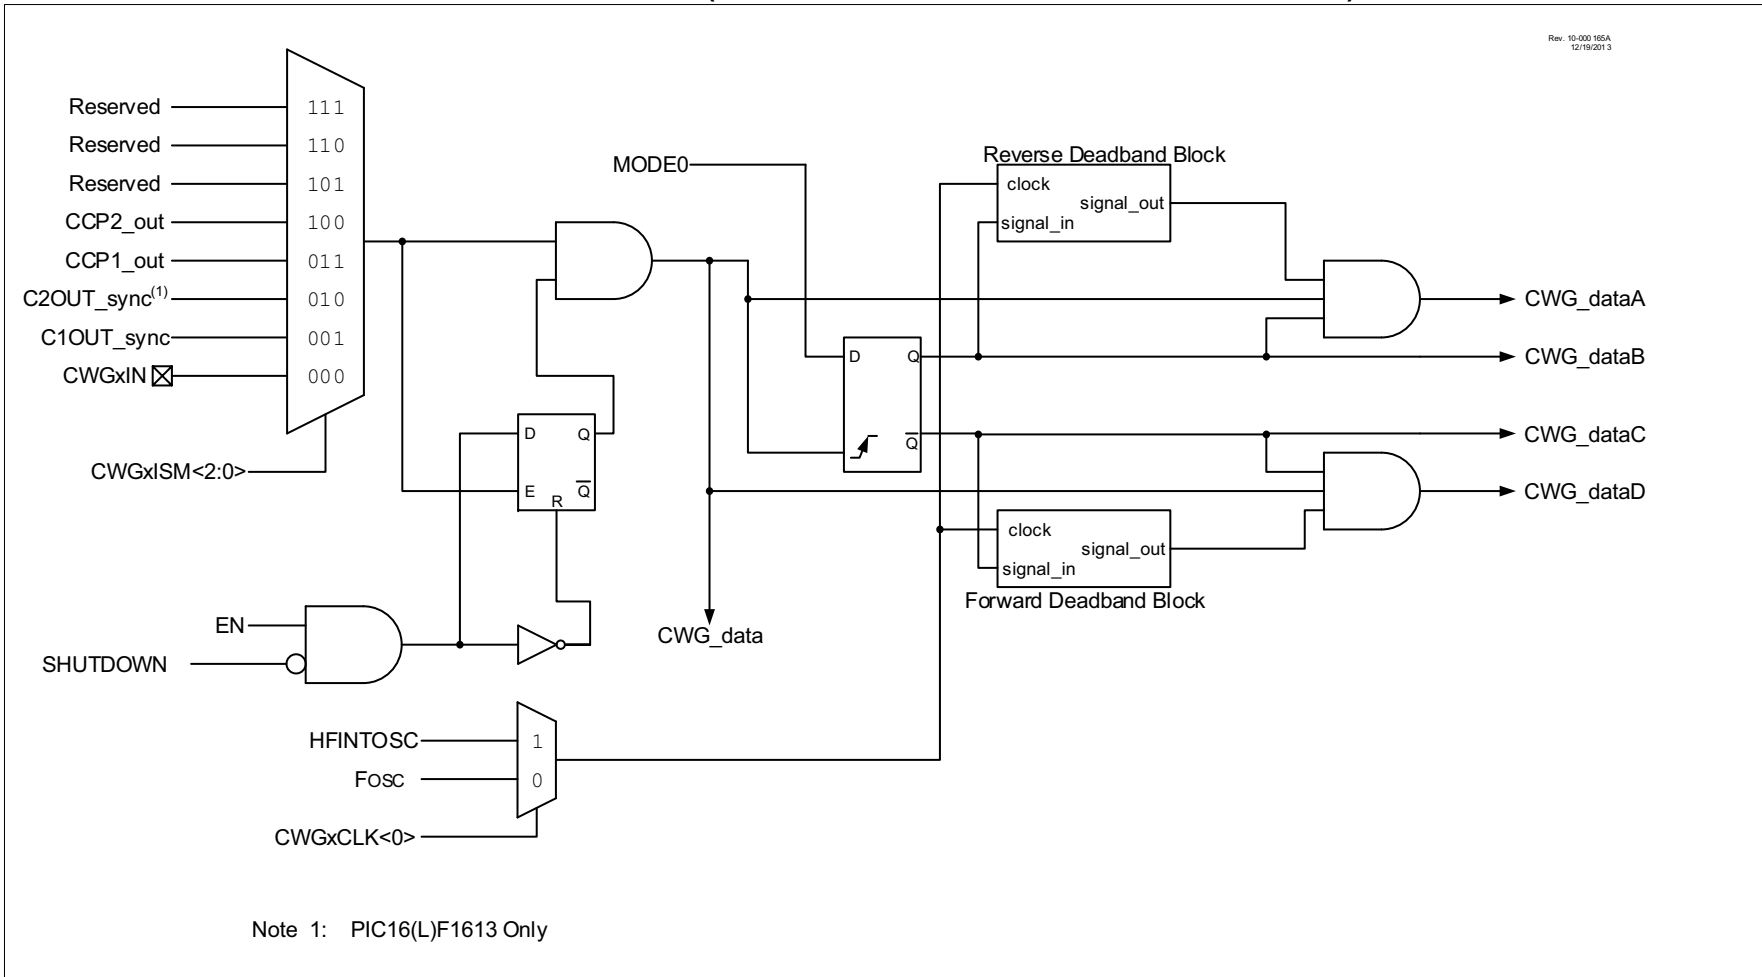 Rev. 10-000 165A
12/19/2013
Reserved 111
Reserved 110
Reserved 101
CCP2_out 100
CCP1_out 011
C2OUT_sync(1) 010
C1OUT_sync 001
CWGxIN 000
CWGxISM<2:0>
MODE0
D Q
E Q
R
EN
SHUTDOWN
CWG_data
HFINTOSC 1
FOSC 0
CWGxCLK<0>
D Q
Q
Reverse Deadband Block
clock
signal_out
signal_in
clock
signal_out
signal_in
Forward Deadband Block
CWG_dataA
CWG_dataB
CWG_dataC
CWG_dataD
Note 1: PIC16(L)F1613 Only